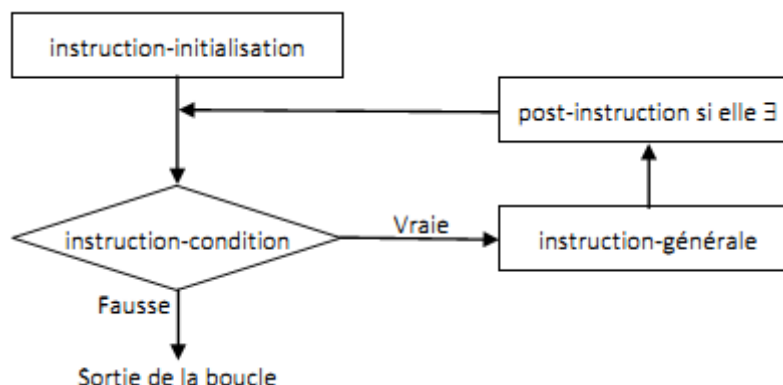 instruction-initialisation
post-instruction si elle ∃
instruction-condition
Vraie
instruction-générale
Fausse
Sortie de la boucle